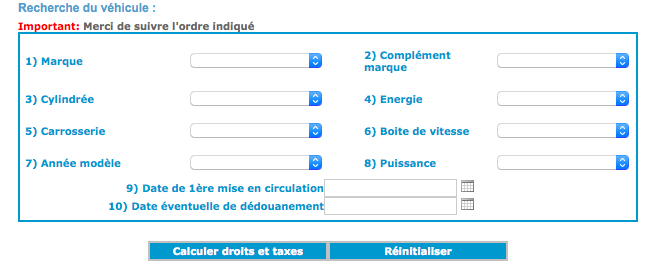 Recherche du véhicule :
Important: Merci de suivre l'ordre indiqué
1) Marque
2) Complément
marque
3) Cylindrée
4) Energie
5) Carrosserie
6) Boite de vitesse
7) Année modèle
8) Puissance
9) Date de 1ère mise en circulation
10) Date éventuelle de dédouanement
Calculer droits et taxes
Réinitialiser